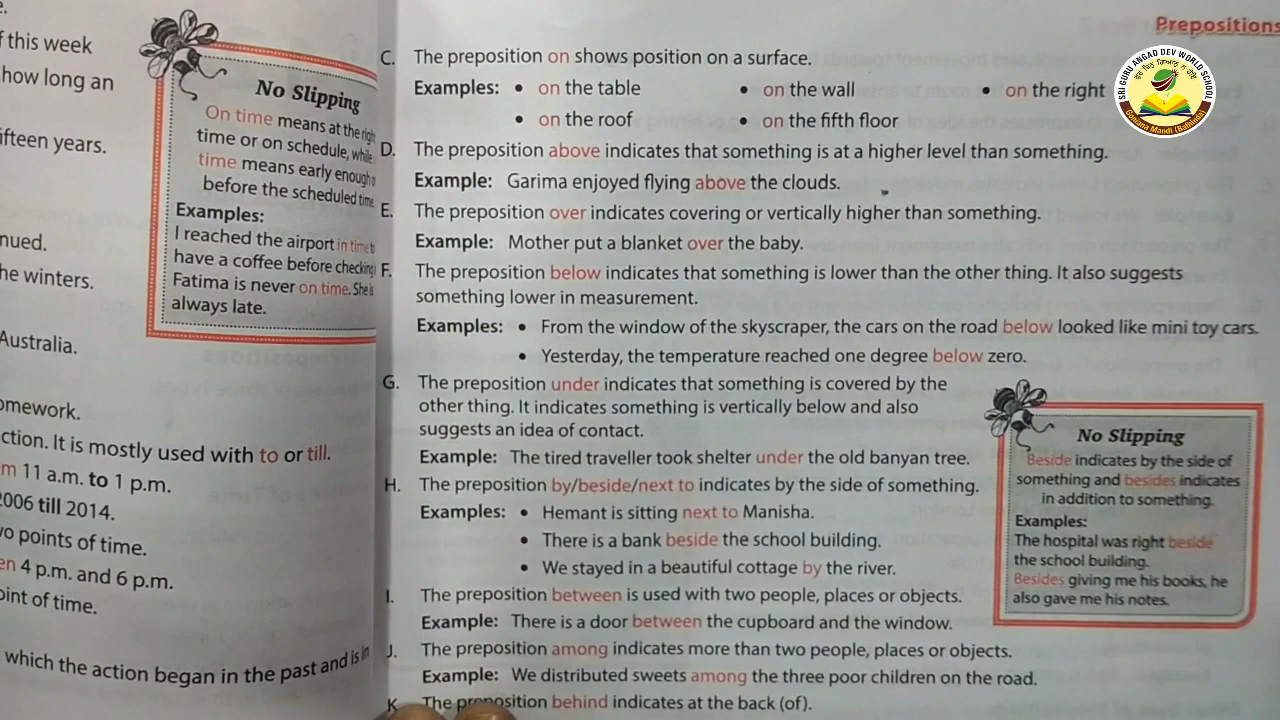 Prepositions
f this week
how long an
ifteen years.
nued.
he winters.
Australia.
omework.
ction. It is mostly used with to or till.
m 11 a.m. to 1 p.m.
2006 till 2014.
vo points of time.
en 4 p.m. and 6 p.m.
oint of time.
which the action began in the past and is in
No Slipping
On time means at the right
time or on schedule, while
time means early enough
before the scheduled time
Examples:
I reached the airport in time to
have a coffee before checking
Fatima is never on time. She is
always late.
C. The preposition on shows position on a surface.
Examples: • on the table • on the wall • on the right
• on the roof • on the fifth floor
D. The preposition above indicates that something is at a higher level than something.
Example: Garima enjoyed flying above the clouds.
E. The preposition over indicates covering or vertically higher than something.
Example: Mother put a blanket over the baby.
F. The preposition below indicates that something is lower than the other thing. It also suggests
something lower in measurement.
Examples: • From the window of the skyscraper, the cars on the road below looked like mini toy cars.
• Yesterday, the temperature reached one degree below zero.
G. The preposition under indicates that something is covered by the
other thing. It indicates something is vertically below and also
suggests an idea of contact.
Example: The tired traveller took shelter under the old banyan tree.
H. The preposition by/beside/next to indicates by the side of something.
Examples: • Hemant is sitting next to Manisha.
• There is a bank beside the school building.
• We stayed in a beautiful cottage by the river.
I. The preposition between is used with two people, places or objects.
Example: There is a door between the cupboard and the window.
J. The preposition among indicates more than two people, places or objects.
Example: We distributed sweets among the three poor children on the road.
K The preposition behind indicates at the back (of).
No Slipping
Beside indicates by the side of
something and besides indicates
in addition to something.
Examples:
The hospital was right beside
the school building.
Besides giving me his books, he
also gave me his notes.
SRI GURU ANGAD DEV WORLD SCHOOL
Goniana Mandi (Bathinda)